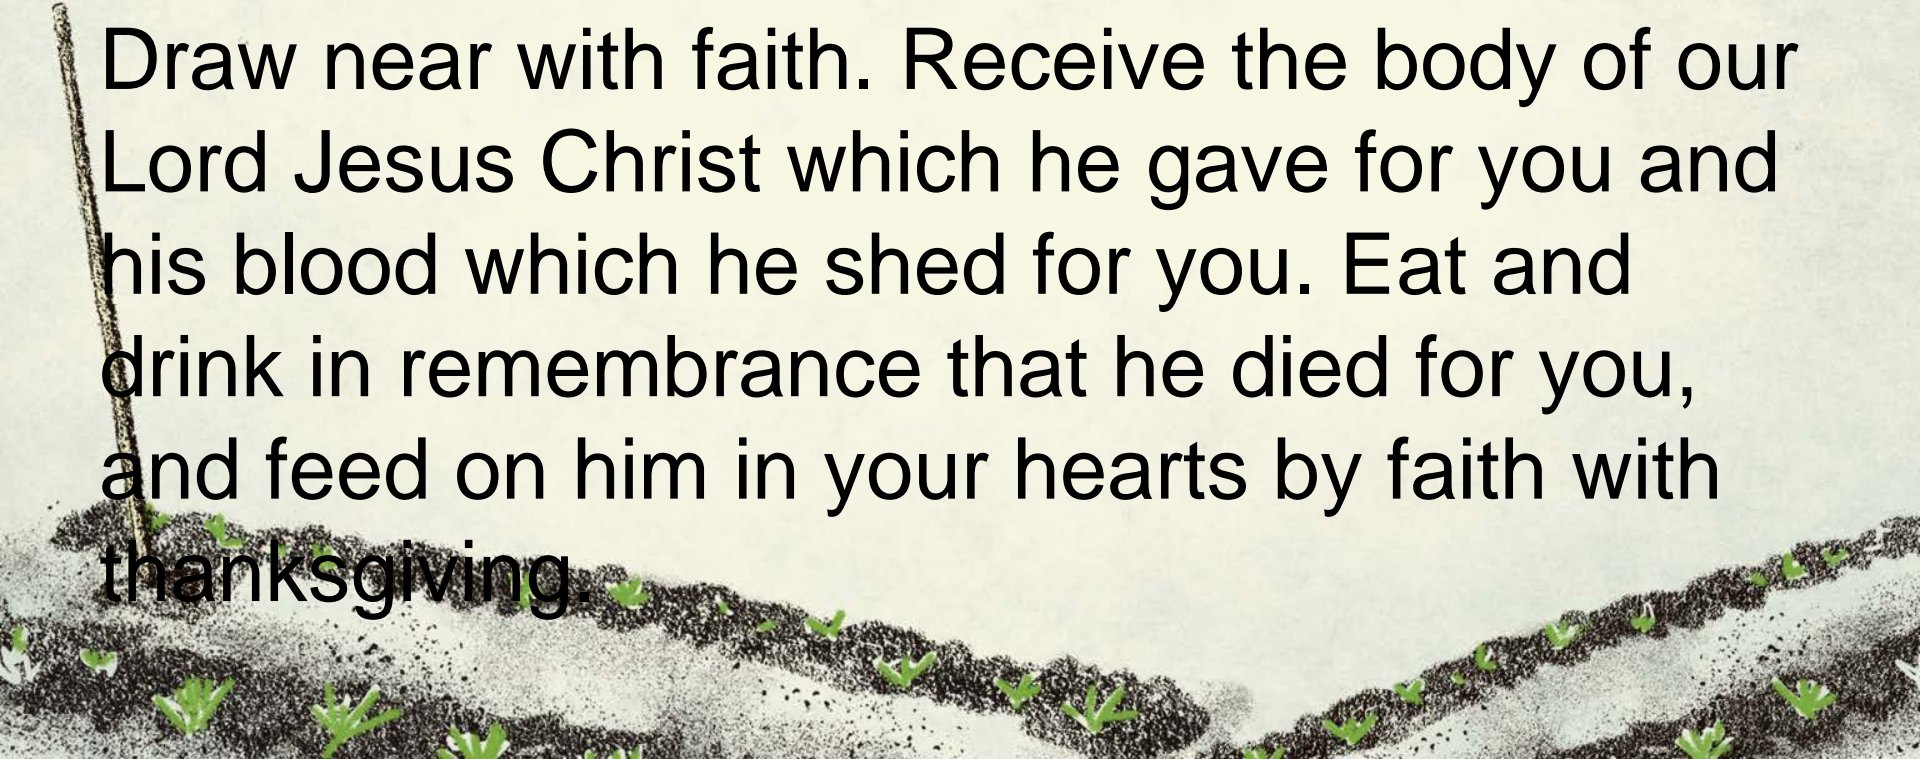 Draw near with faith. Receive the body of our
Lord Jesus Christ which he gave for you and
his blood which he shed for you. Eat and
drink in remembrance that he died for you,
and feed on him in your hearts by faith with
thanksgiving.